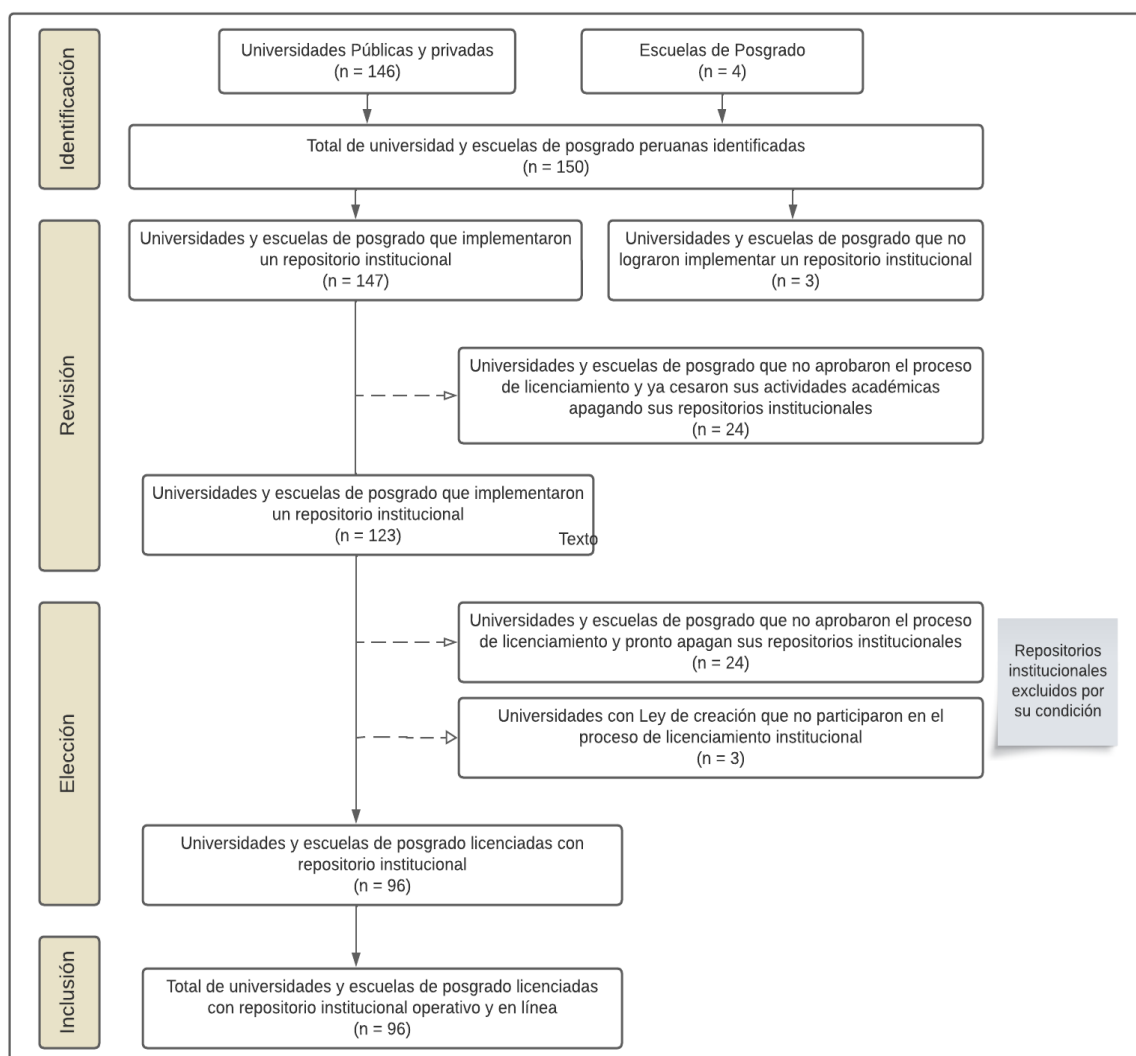 Identificación
Universidades Públicas y privadas
(n = 146)
Escuelas de Posgrado
(n = 4)
Total de universidad y escuelas de posgrado peruanas identificadas
(n = 150)
Revisión
Universidades y escuelas de posgrado que implementaron
un repositorio institucional
(n = 147)
Universidades y escuelas de posgrado que no
lograron implementar un repositorio institucional
(n = 3)
Universidades y escuelas de posgrado que no aprobaron el proceso
de licenciamiento y ya cesaron sus actividades académicas
apagando sus repositorios institucionales
(n = 24)
Universidades y escuelas de posgrado que implementaron
un repositorio institucional
(n = 123)
Texto
Elección
Universidades y escuelas de posgrado que no aprobaron el proceso
de licenciamiento y pronto apagan sus repositorios institucionales
(n = 24)
Repositorios
institucionales
excluidos por
su condición
Universidades con Ley de creación que no participaron en el
proceso de licenciamiento institucional
(n = 3)
Universidades y escuelas de posgrado licenciadas con
repositorio institucional
(n = 96)
Inclusión
Total de universidades y escuelas de posgrado licenciadas
con repositorio institucional operativo y en línea
(n = 96)